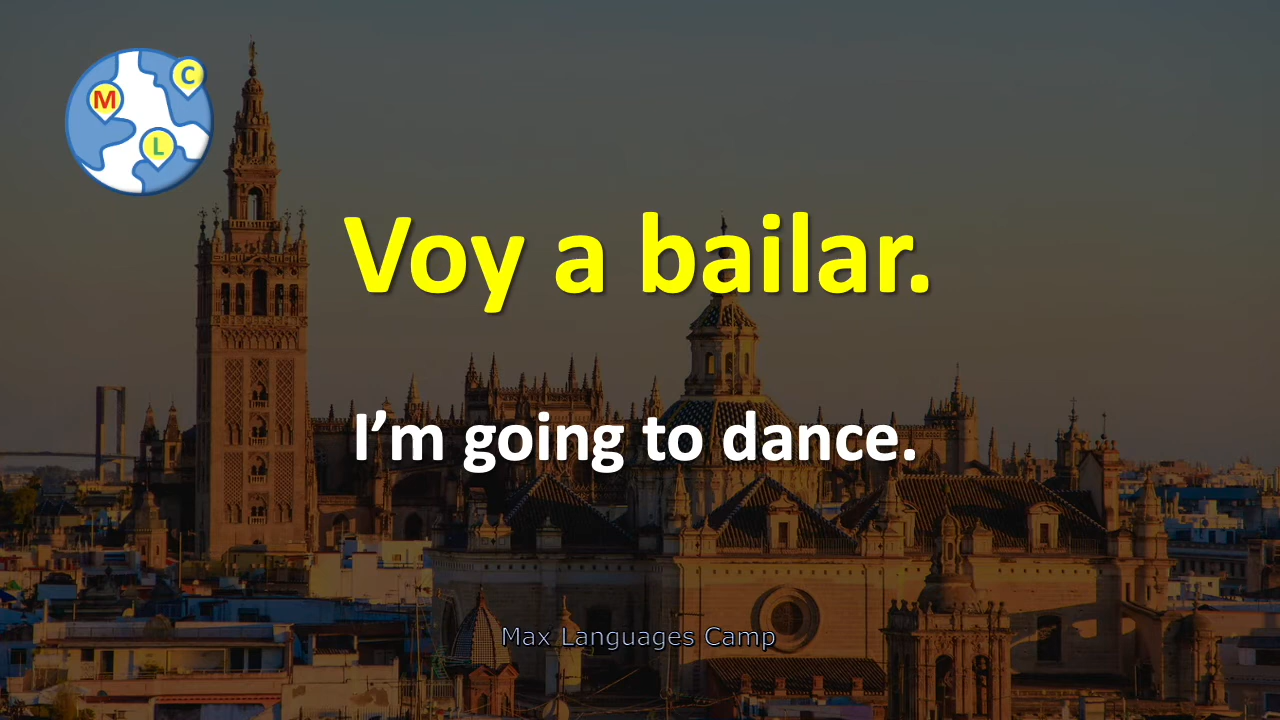 M
C
L
Voy a bailar.
I’m going to dance.
Max Languages Camp